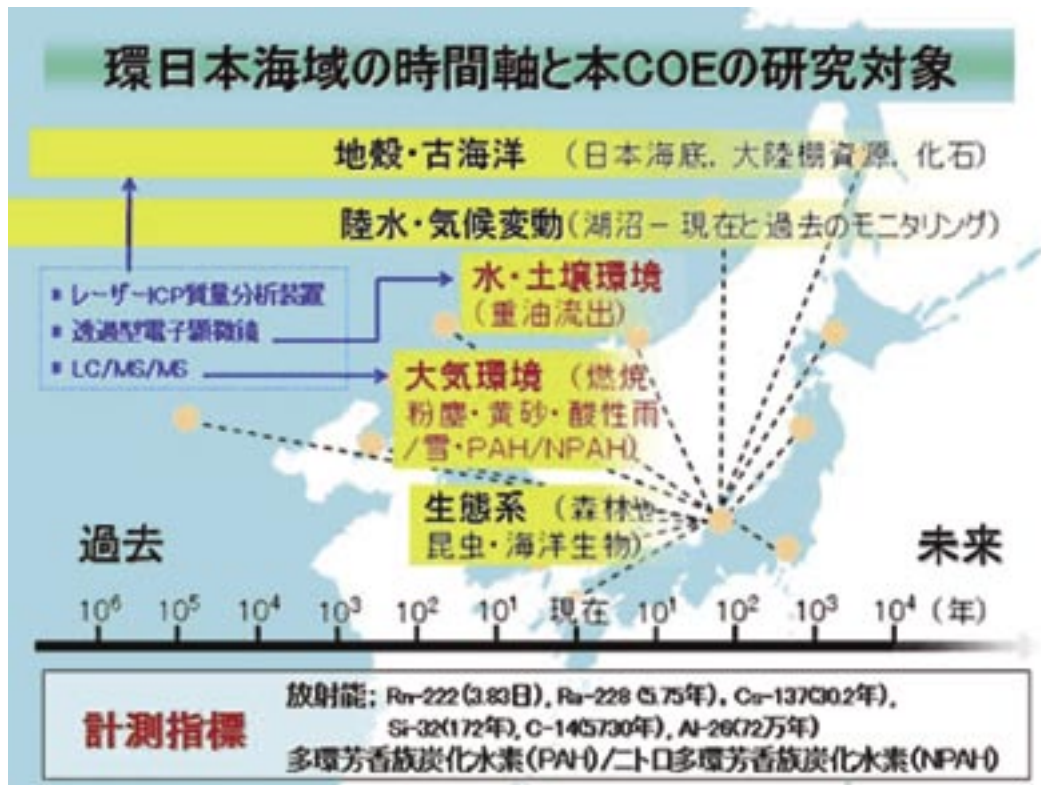 環日本海域の時間軸と本COEの研究対象
地殻・古海洋 （日本海底, 大陸棚資源, 化石）
陸水・気候変動（湖沼－現在と過去のモニタリング）
▪ レーザーICP質量分析装置
▪ 透過型電子顕微鏡
▪ LC/MS/MS
水・土壌環境
（重油流出）
大気環境 （燃焼
粉塵・黄砂・酸性雨
/雪・PAH/NPAH）
生態系 （森林や
昆虫・海洋生物）
過去 未来
10⁶ 10⁵ 10⁴ 10³ 10² 10¹ 現在 10¹ 10² 10³ 10⁴ （年）
計測指標
放射能; Rn-222(3.83日), Ra-228(5.75年), Cs-137(30.2年),
Si-32(172年), C-14(5730年), Al-26(72万年)
多環芳香族炭化水素(PAH)/ニトロ多環芳香族炭化水素(NPAH)